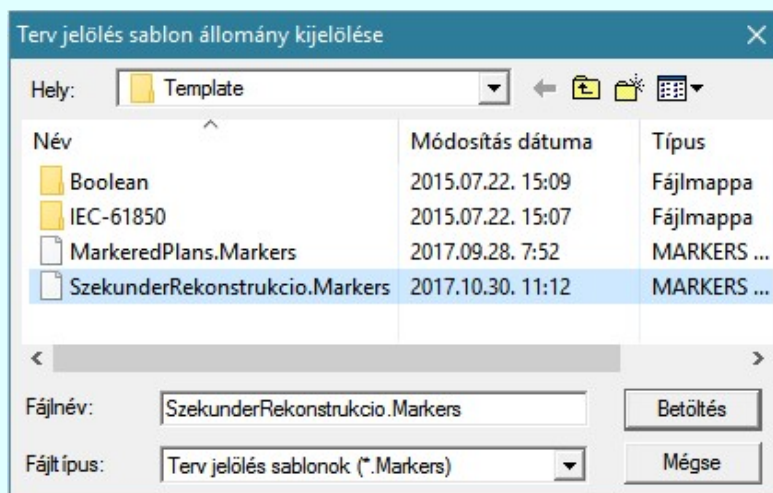 Terv jelölés sablon állomány kijelölése
Hely: Template
Név Módosítás dátuma Típus
Boolean 2015.07.22. 15:09 Fájlmappa
IEC-61850 2015.07.22. 15:07 Fájlmappa
MarkeredPlans.Markers 2017.09.28. 7:52 MARKERS ...
SzekunderRekonstrukcio.Markers 2017.10.30. 11:12 MARKERS ...
Fájlnév: SzekunderRekonstrukcio.Markers Betöltés
Fájltípus: Terv jelölés sablonok (*.Markers) Mégse